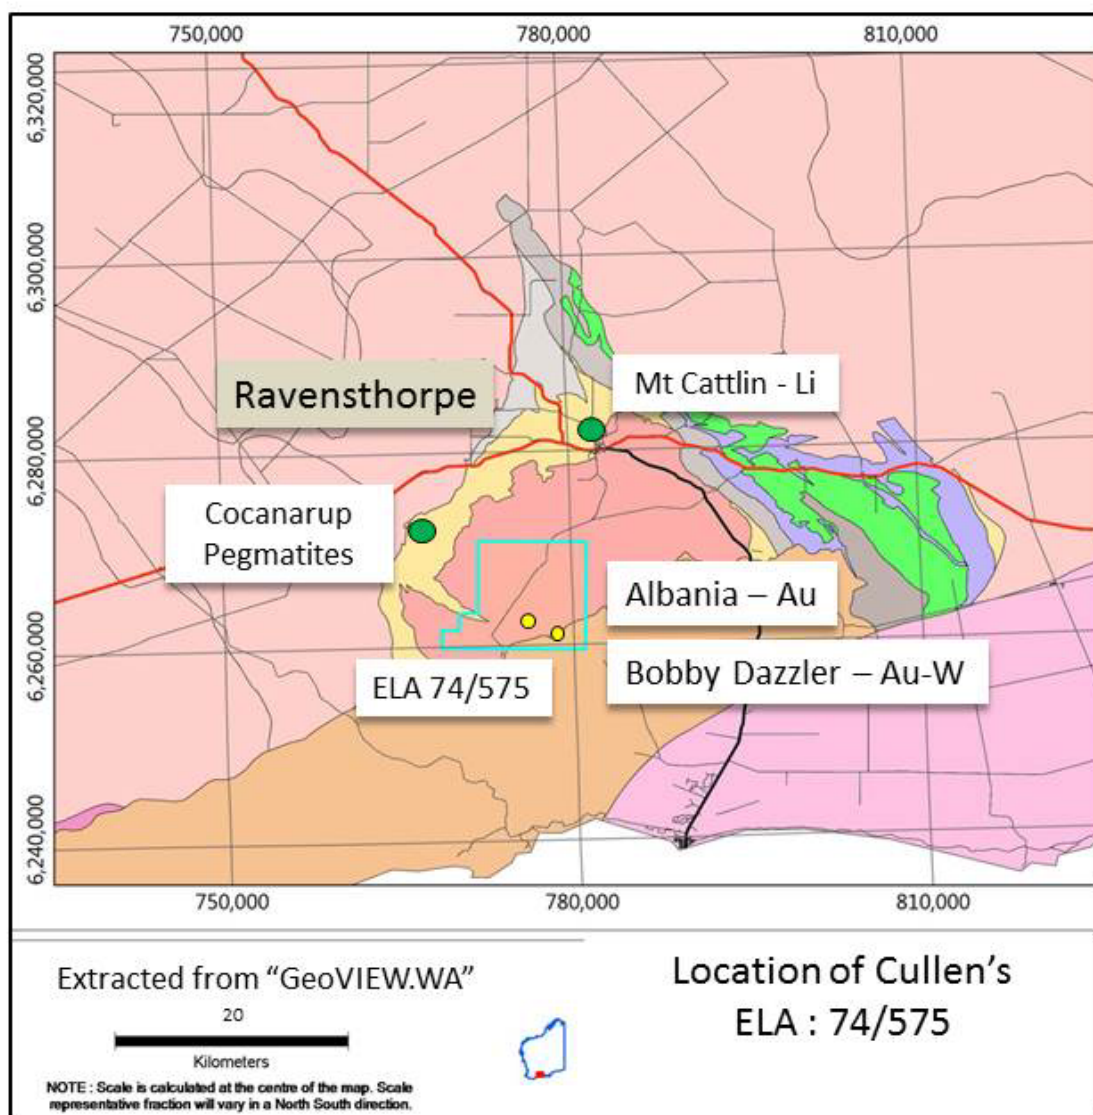 750,000
780,000
810,000
6,320,000
6,300,000
6,280,000
6,260,000
6,240,000
Ravensthorpe
Mt Cattlin - Li
Cocanarup
Pegmatites
Albania – Au
ELA 74/575
Bobby Dazzler – Au-W
750,000
780,000
810,000
Extracted from “GeoVIEW.WA”
20
Kilometers
NOTE : Scale is calculated at the centre of the map. Scale
representative fraction will vary in a North South direction.
Location of Cullen’s
ELA : 74/575